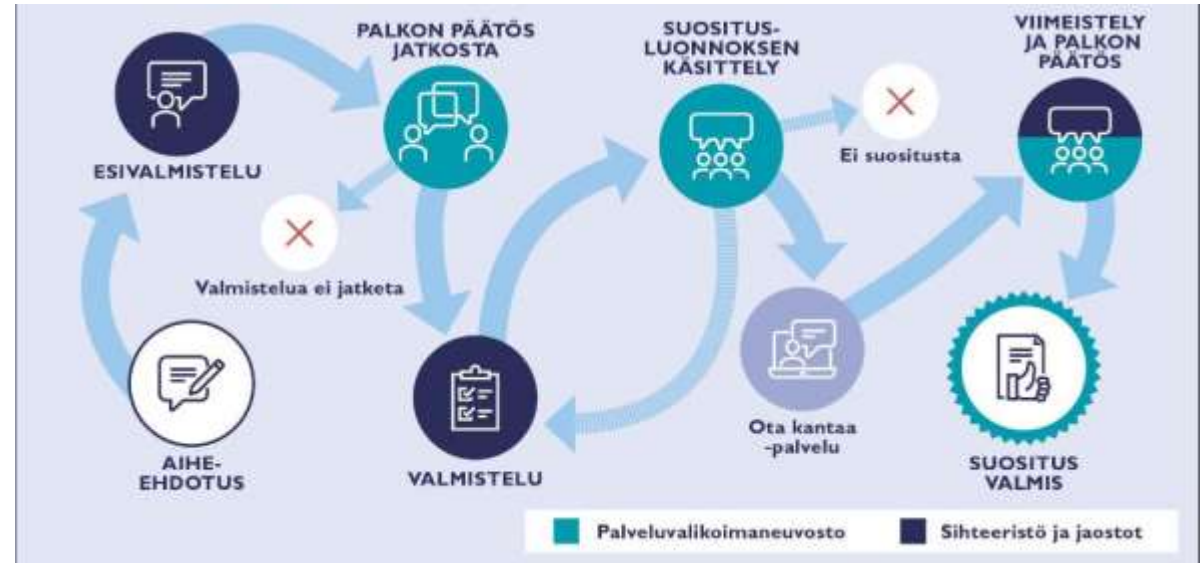 PALKON PÄÄTÖS
JATKOSTA
SUOSITUS-
LUONNOKSEN
KÄSITTELY
VIIMEISTELY
JA PALKON
PÄÄTÖS
ESIVALMISTELU
Ei suositusta
Valmistelua ei jatketa
AIHE-
EHDOTUS
VALMISTELU
Ota kantaa
-palvelu
SUOSITUS
VALMIS
Palveluvalikoimaneuvosto
Sihteeristö ja jaostot